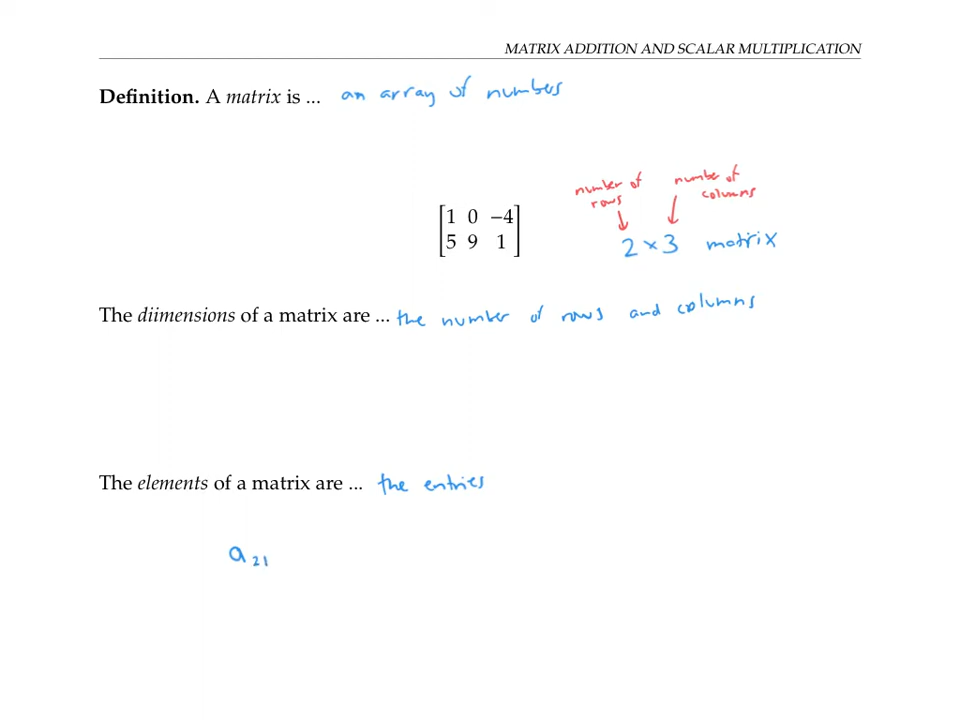 MATRIX ADDITION AND SCALAR MULTIPLICATION
Definition. A matrix is ... an array of numbers
number of rows
number of columns
1 0 −4
5 9 1
2 × 3 matrix
The diimensions of a matrix are ... the number of rows and columns
The elements of a matrix are ... the entries
a21